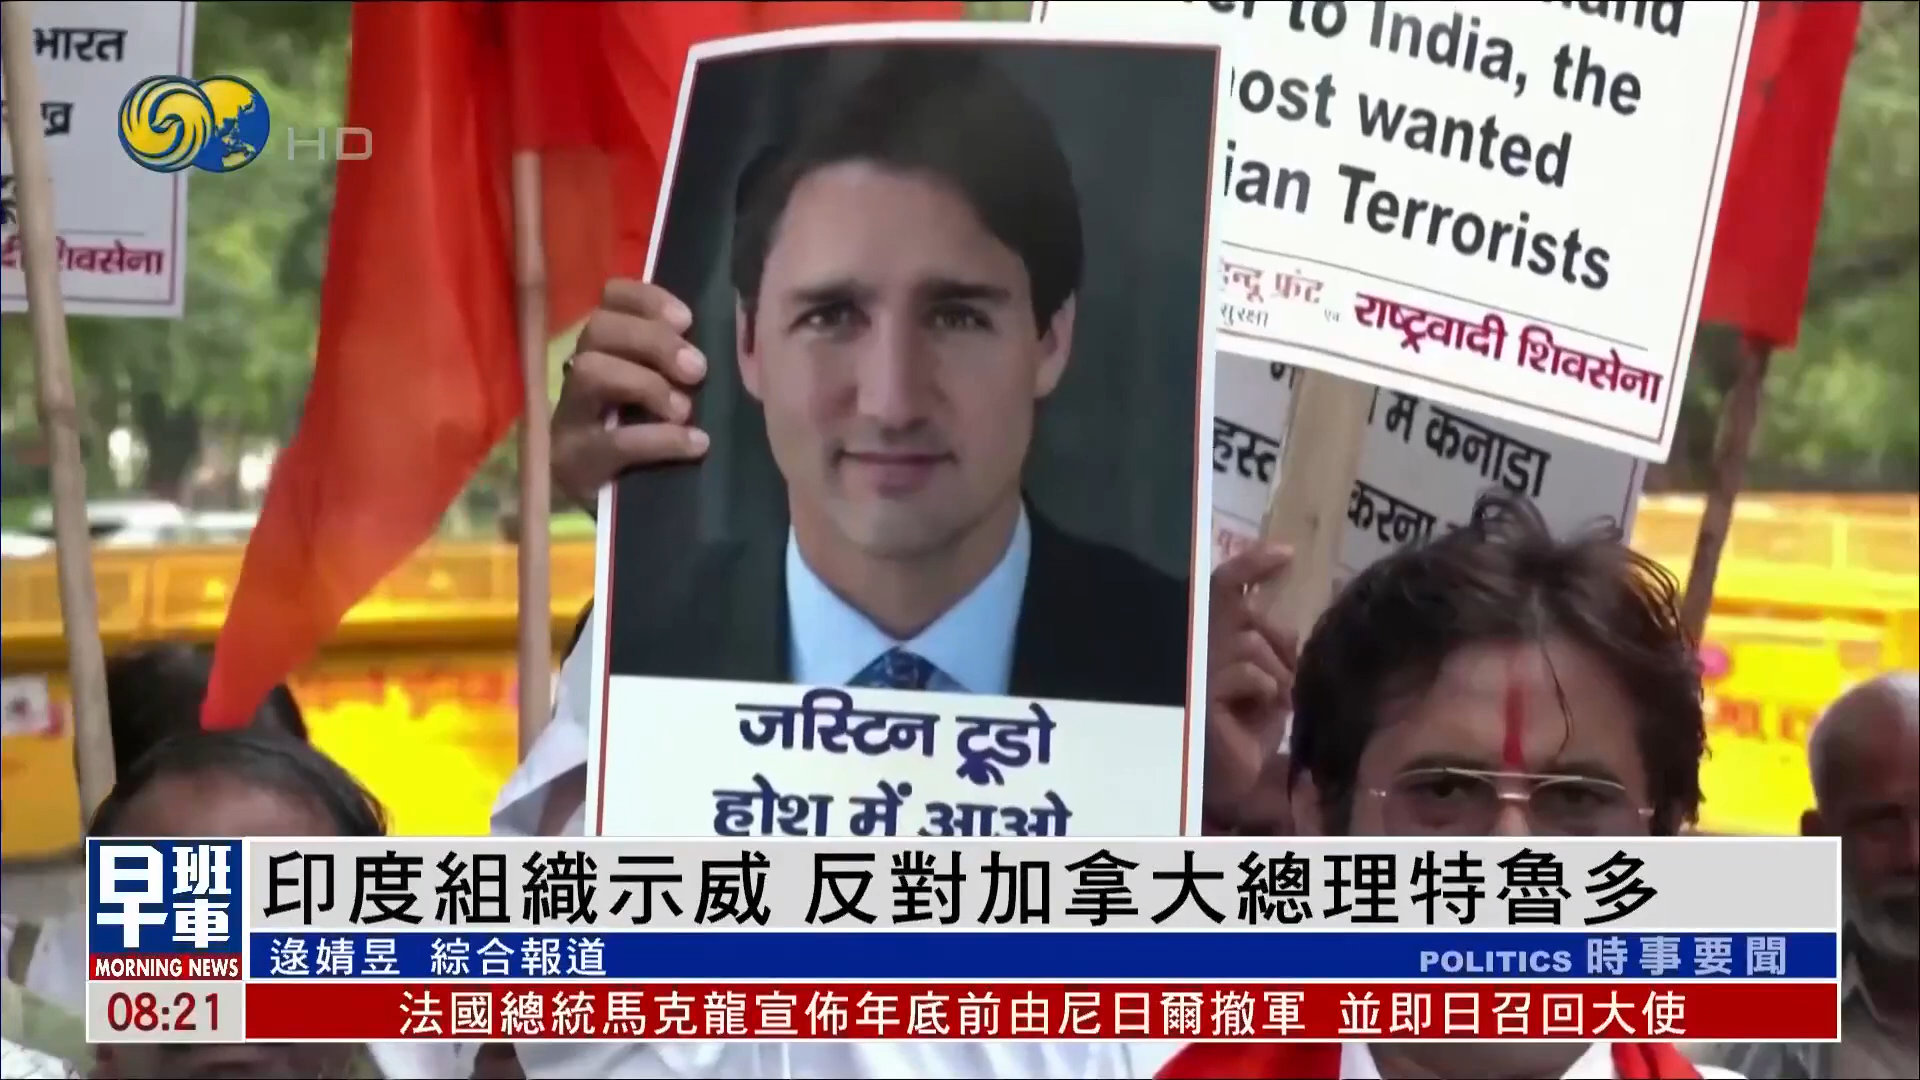 भारत
HD
to India, the
wanted
Terrorists
फ्रंट
सुरक्षा
एवं
राष्ट्रवादी शिवसेना
शिवसेना
में कनाडा
करना
जस्टिन ट्रूडो
होश में आओ
早班車
MORNING NEWS
印度組織示威 反對加拿大總理特魯多
逯婧昱 綜合報道
POLITICS 時事要聞
08:21
法國總統馬克龍宣佈年底前由尼日爾撤軍 並即日召回大使